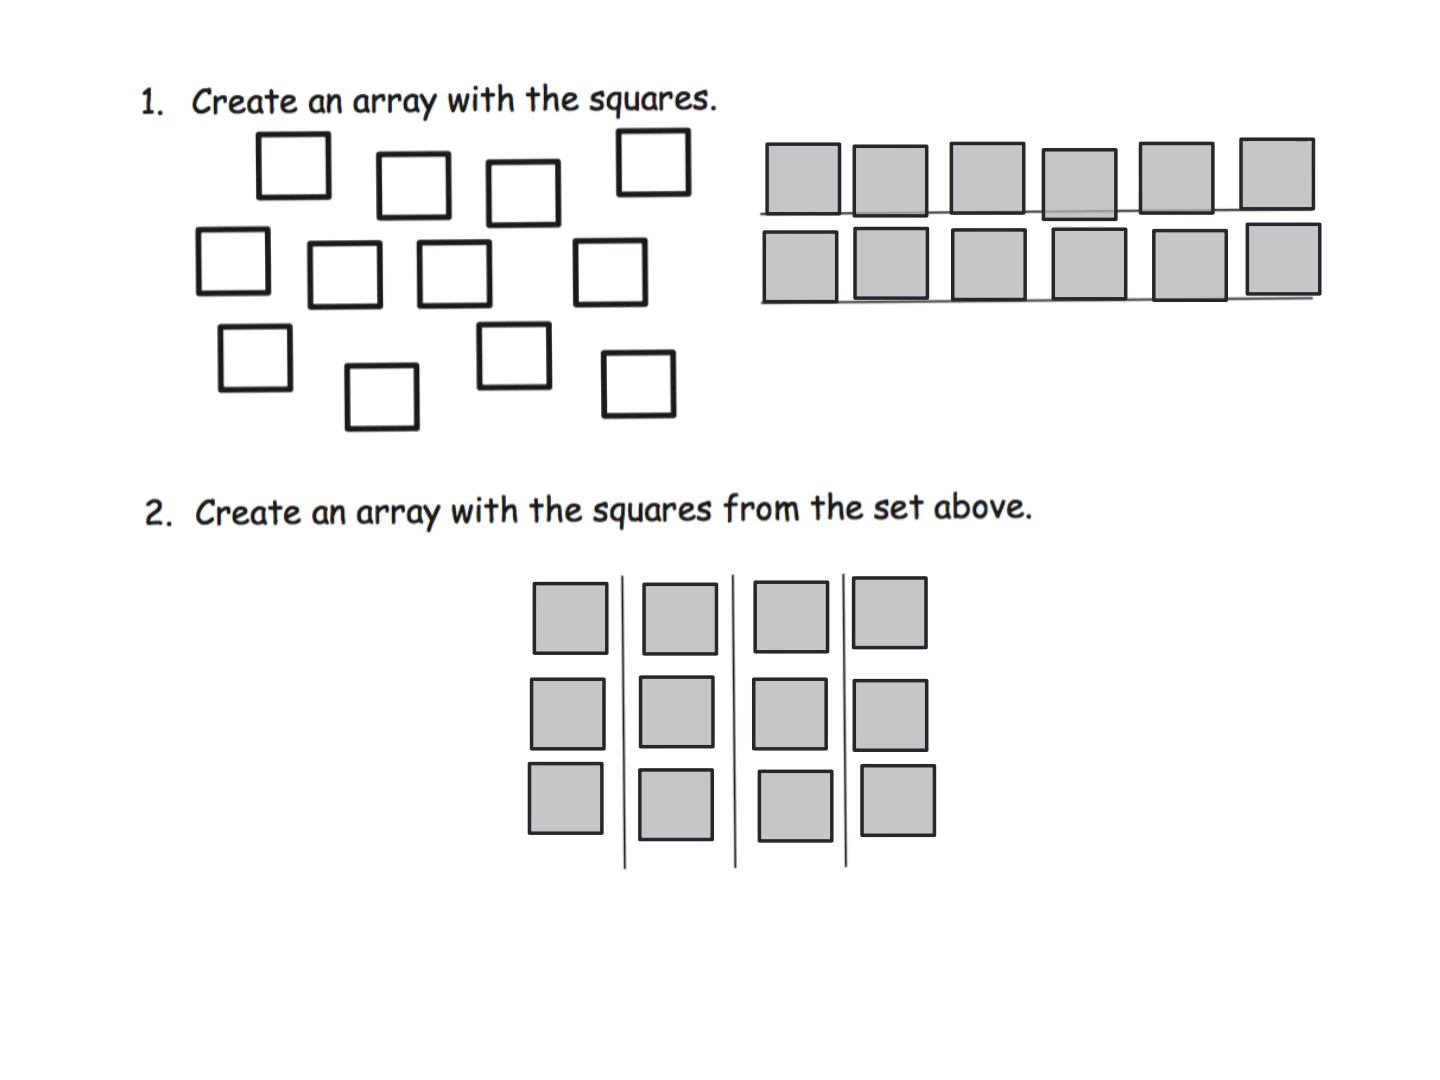 1. Create an array with the squares.
2. Create an array with the squares from the set above.